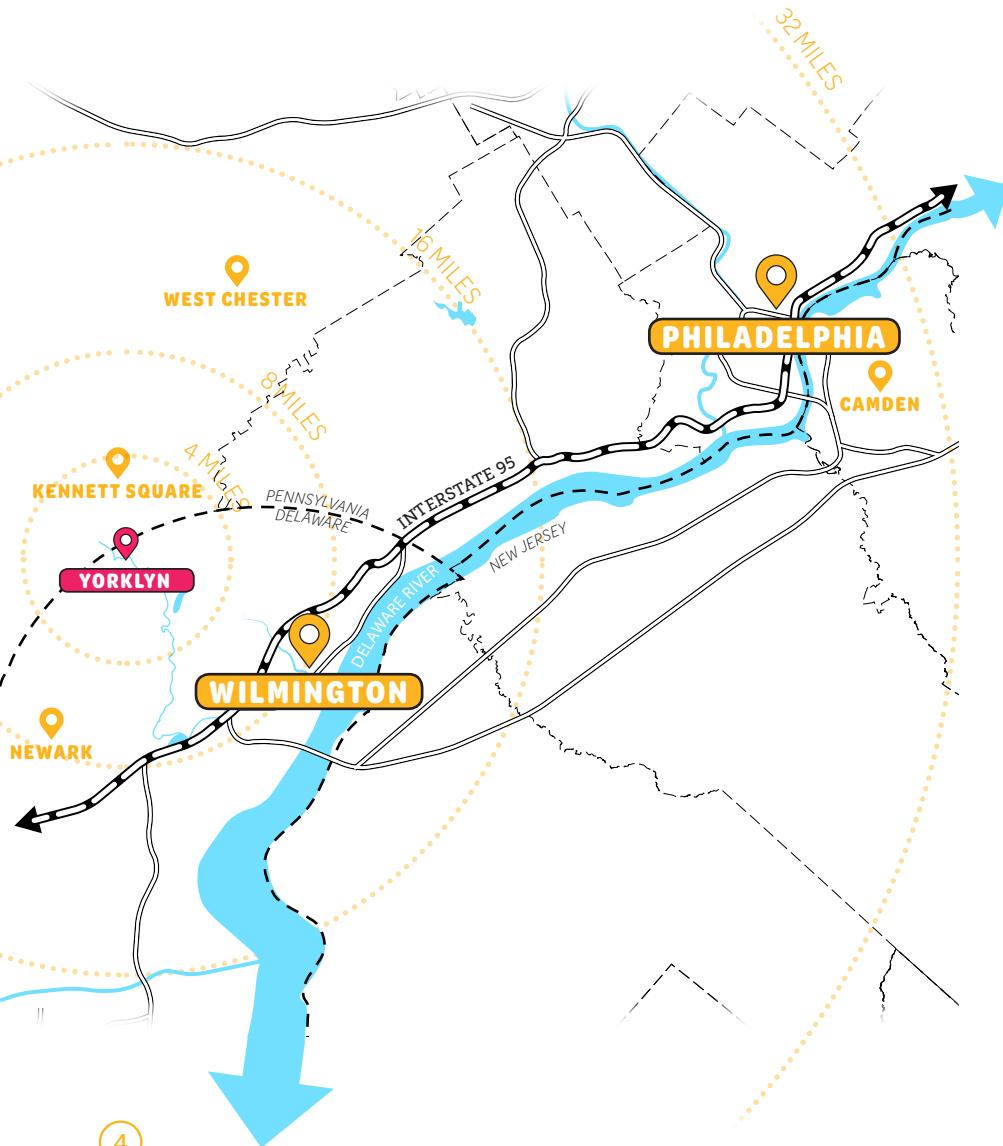 32 MILES
16 MILES
WEST CHESTER
PHILADELPHIA
8 MILES
CAMDEN
4 MILES
KENNETT SQUARE
INTERSTATE 95
PENNSYLVANIA
DELAWARE
NEW JERSEY
YORKLYN
DELAWARE RIVER
WILMINGTON
NEWARK
4